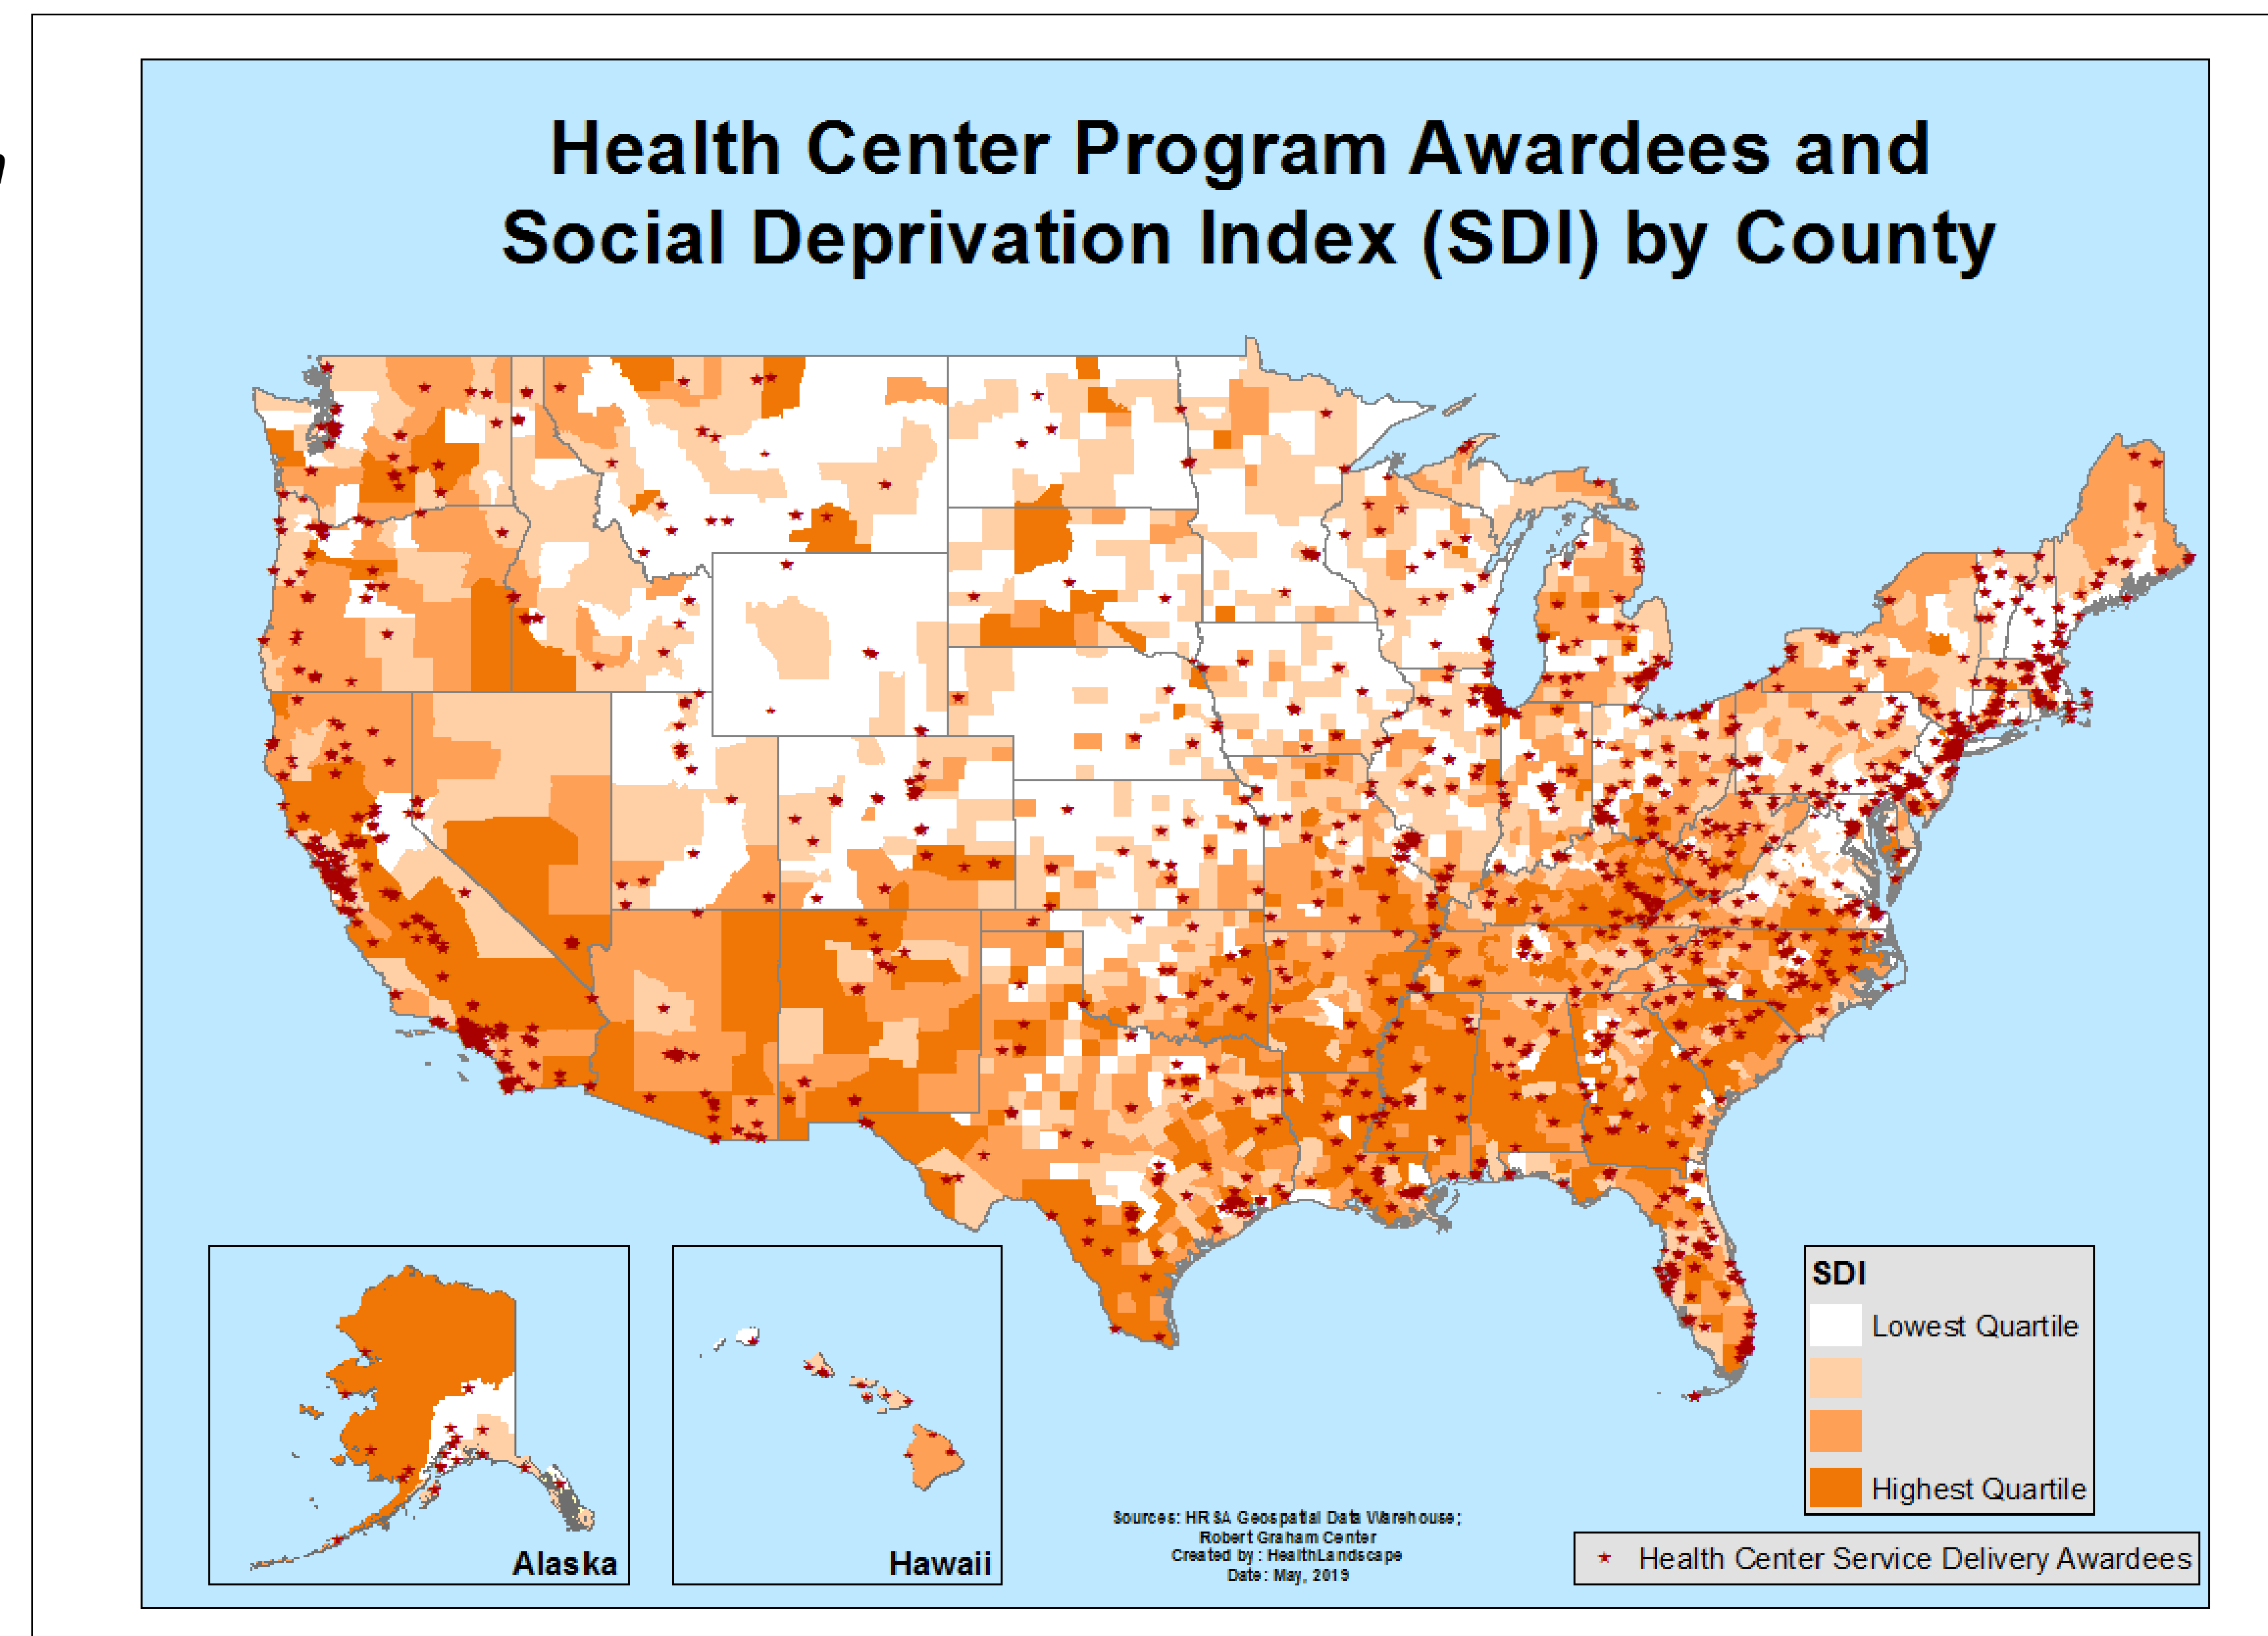 Health Center Program Awardees and
Social Deprivation Index (SDI) by County
SDI
Lowest Quartile
Highest Quartile
Health Center Service Delivery Awardees
Alaska
Hawaii
Sources: HRSA Geospatial Data Warehouse;
Robert Graham Center
Created by: HealthLandscape
Date: May, 2019